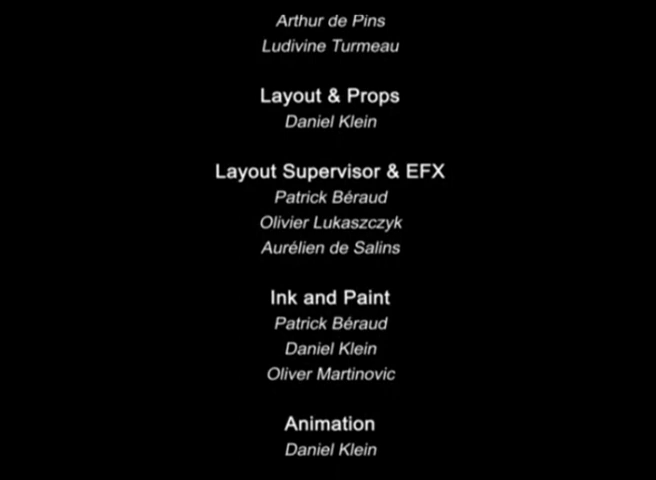 Arthur de Pins
Ludivine Turmeau
Layout & Props
Daniel Klein
Layout Supervisor & EFX
Patrick Béraud
Olivier Lukaszczyk
Aurélien de Salins
Ink and Paint
Patrick Béraud
Daniel Klein
Oliver Martinovic
Animation
Daniel Klein